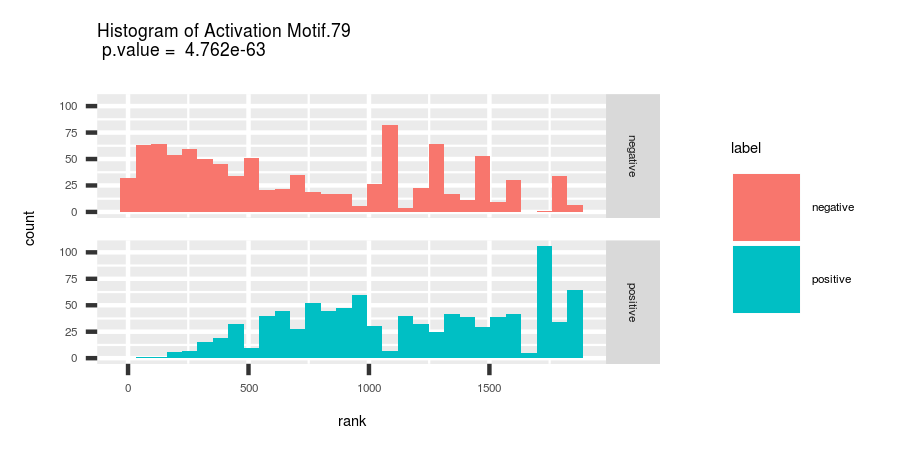 Histogram of Activation Motif.79
p.value = 4.762e-63
count
100
75
50
25
0
negative
100
75
50
25
0
positive
0 500 1000 1500
rank
label
negative
positive